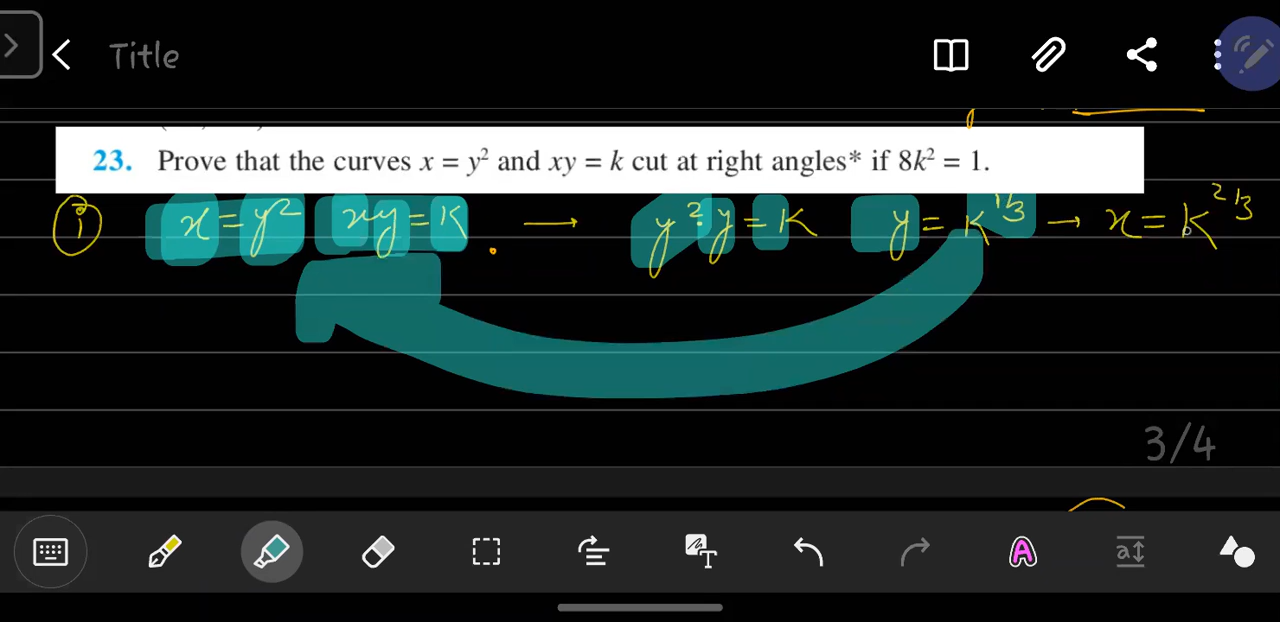 Title
23. Prove that the curves x = y² and xy = k cut at right angles* if 8k² = 1.
① x = y² xy = K → y² y = K y = K^1/3 → x = K^2/3
3/4
T A a